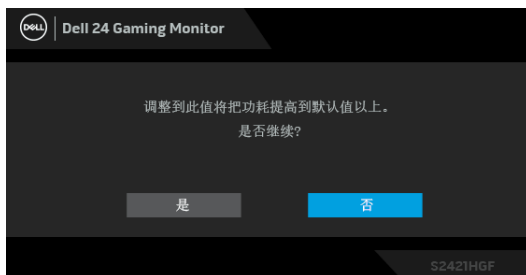 DELL
Dell 24 Gaming Monitor
调整到此值将把功耗提高到默认值以上。
是否继续?
是
否
S2421HGF